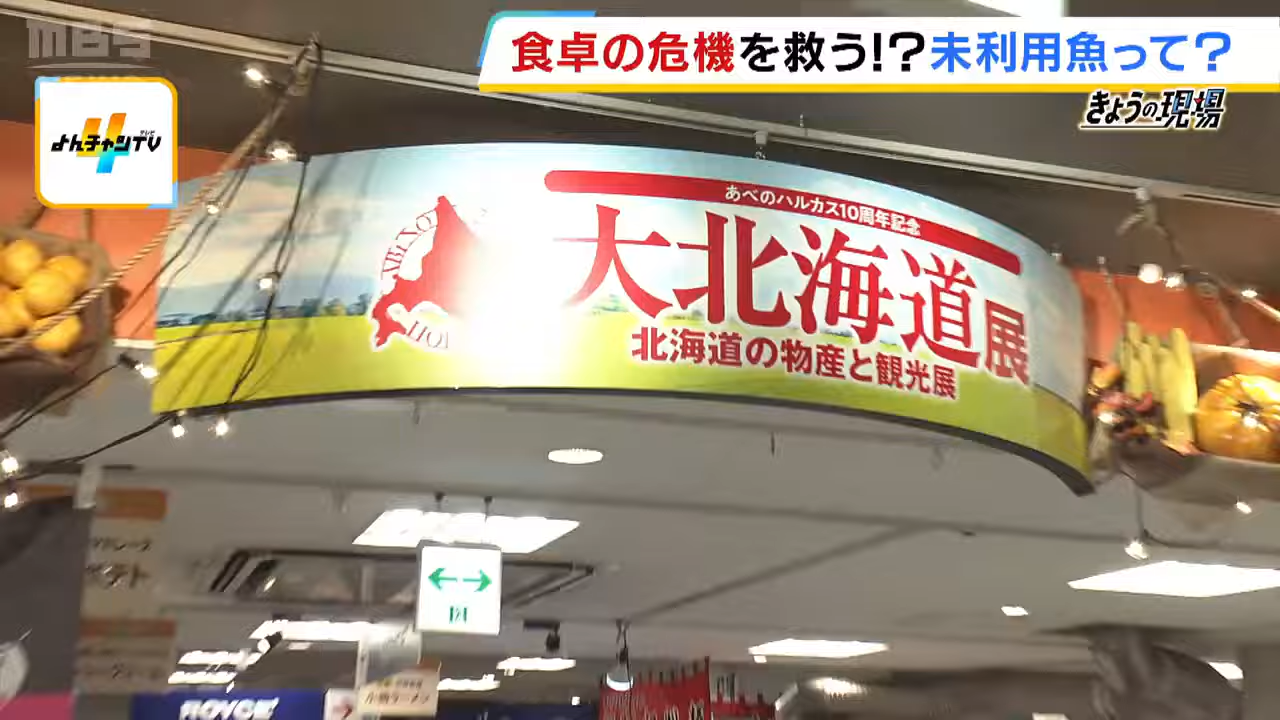 MBS
食卓の危機を救う!?未利用魚って?
きょうの現場
よんチャンTV
テレビ
あべのハルカス10周年記念
大北海道展
北海道の物産と観光展
ROYCE'